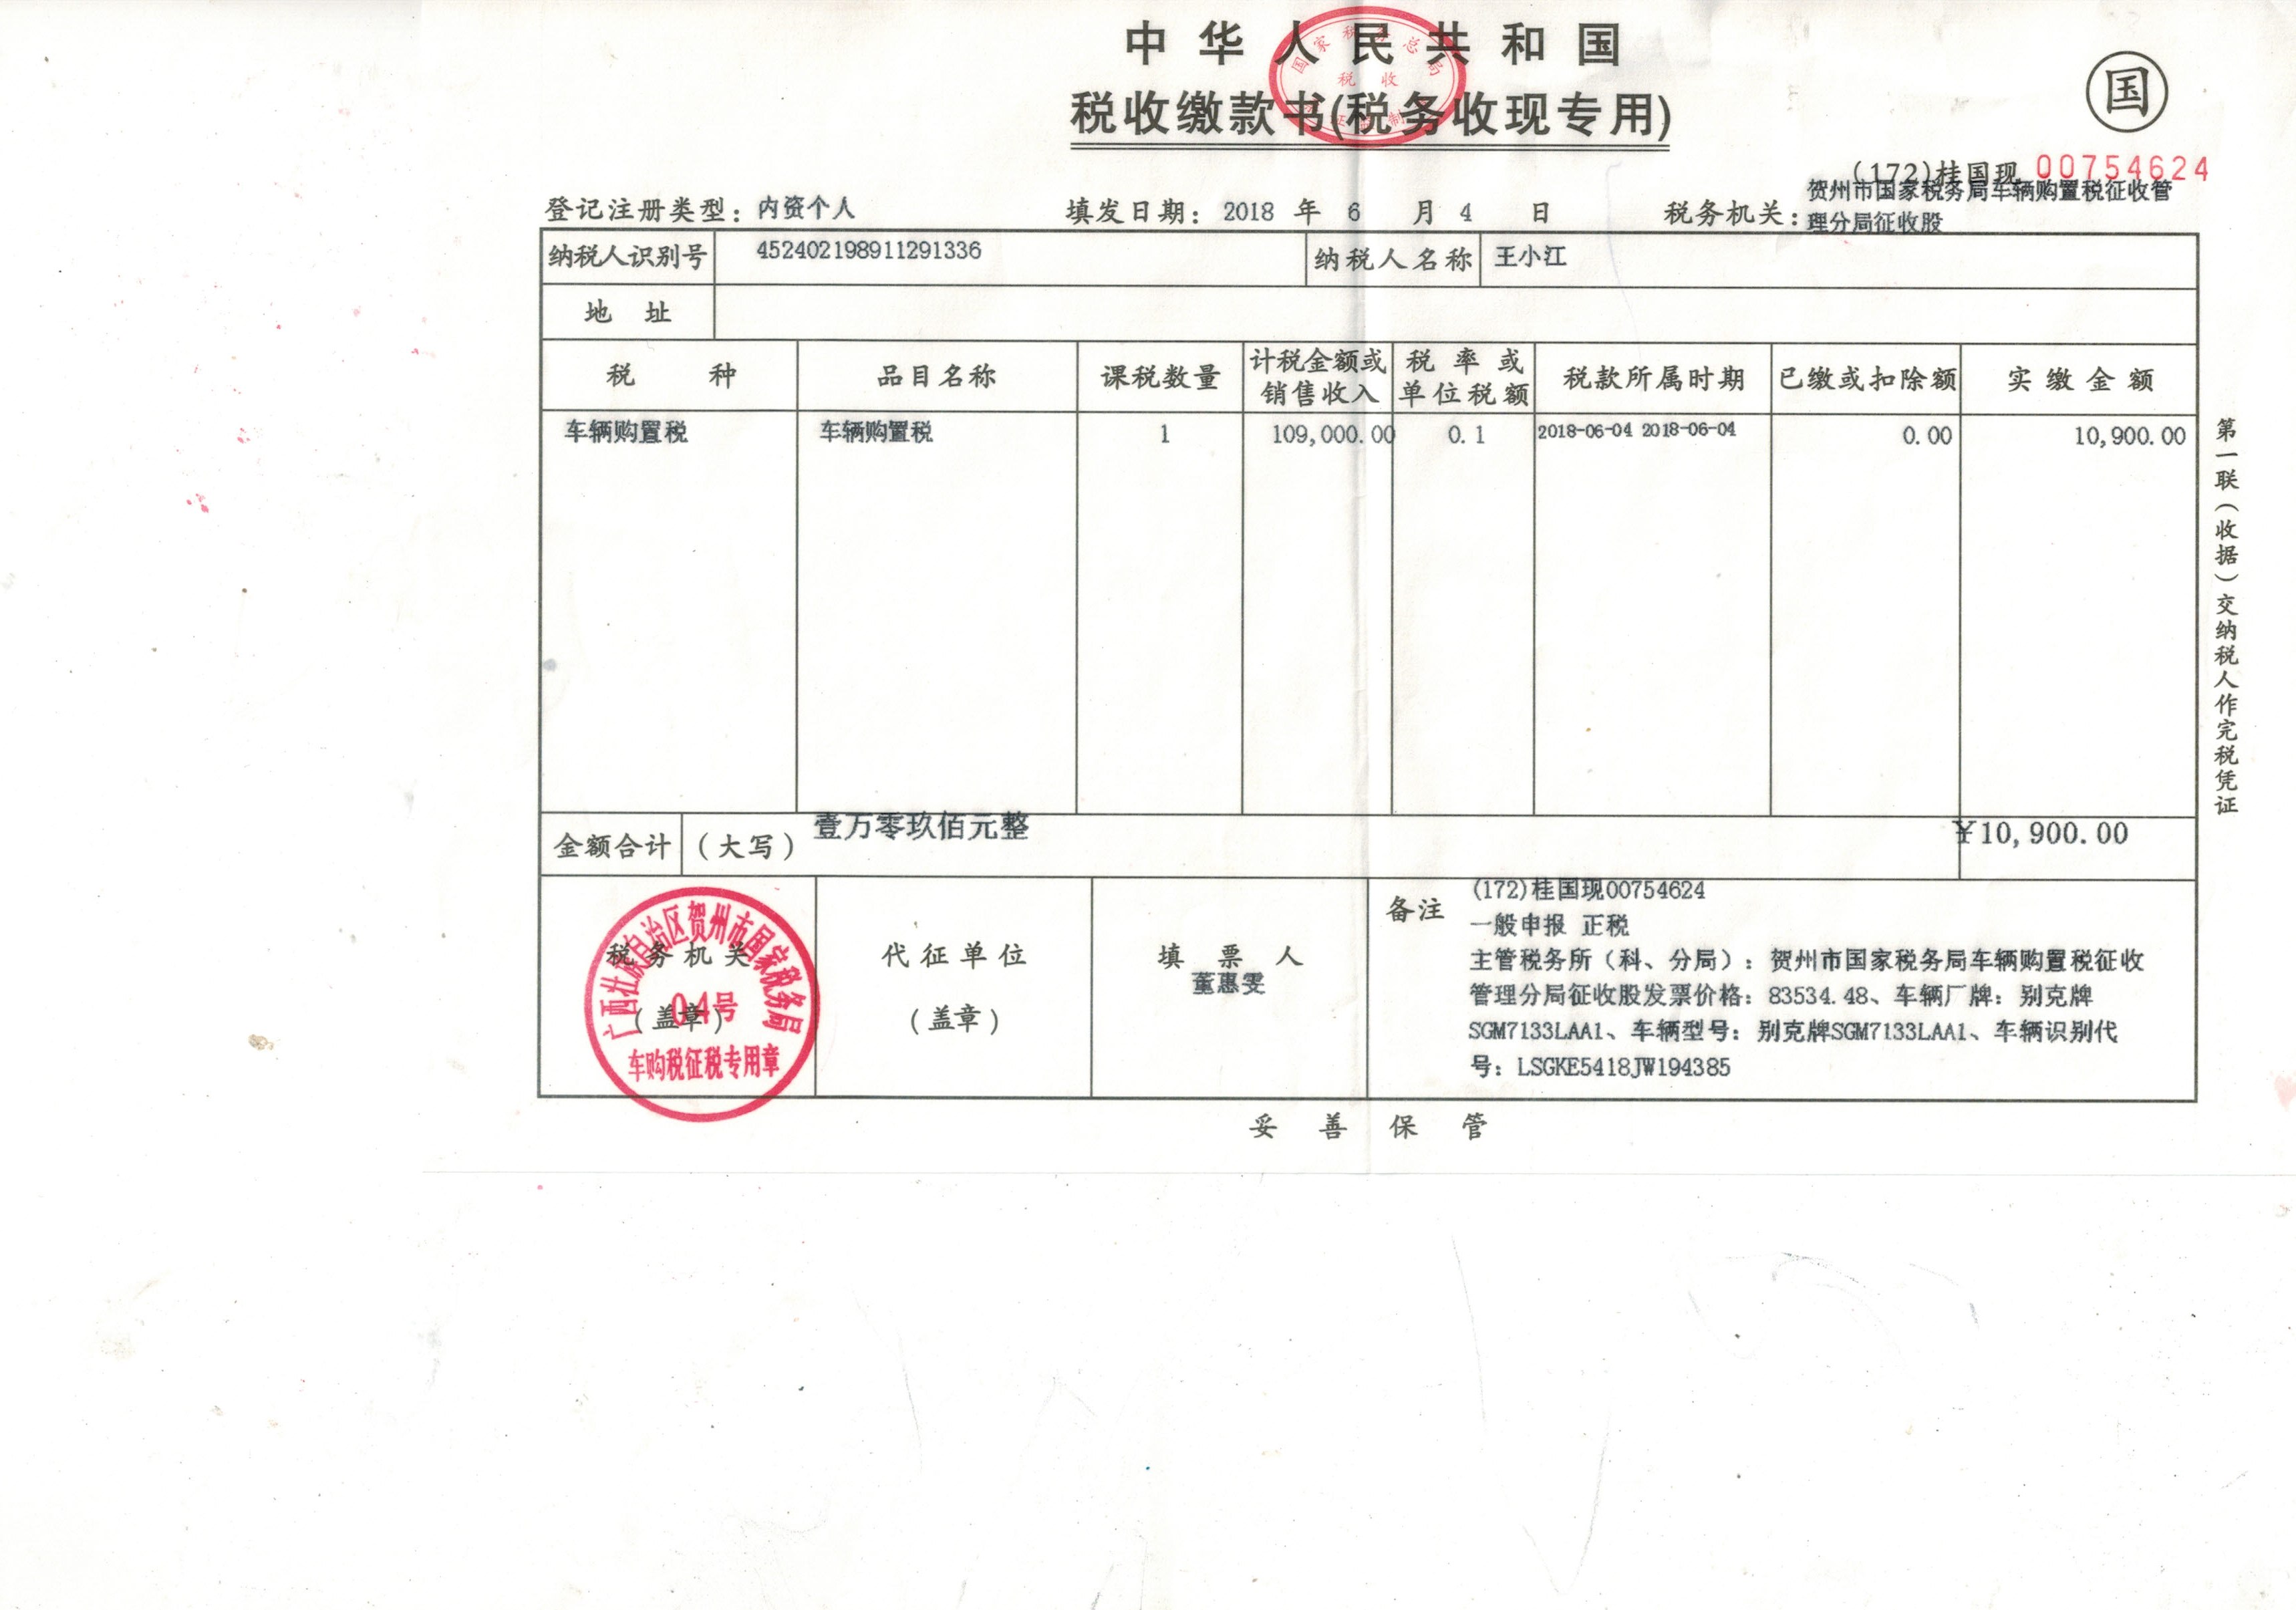 中华人民共和国
税收缴款书(税务收现专用)
国
国家税务总局
税收
(172)桂国现 00754624
登记注册类型：内资个人 填发日期：2018 年 6 月 4 日 税务机关：贺州市国家税务局车辆购置税征收管
理分局征收股
纳税人识别号 452402198911291336 纳税人名称 王小江
地 址
税 种 品目名称 课税数量 计税金额或销售收入 税率或单位税额 税款所属时期 已缴或扣除额 实缴金额
车辆购置税 车辆购置税 1 109,000.00 0.1 2018-06-04 2018-06-04 0.00 10,900.00
金额合计 (大写) 壹万零玖佰元整 ¥10,900.00
税务机关
(盖章)
广西壮族自治区贺州市国家税务局
04号
车购税征税专用章
代征单位
(盖章)
填票人
董惠雯
备注
(172)桂国现00754624
一般申报 正税
主管税务所（科、分局）：贺州市国家税务局车辆购置税征收
管理分局征收股发票价格：83534.48、车辆厂牌：别克牌
SGM7133LAA1、车辆型号：别克牌SGM7133LAA1、车辆识别代
号：LSGKE5418JW194385
第一联(收据)交纳税人作完税凭证
妥善保管